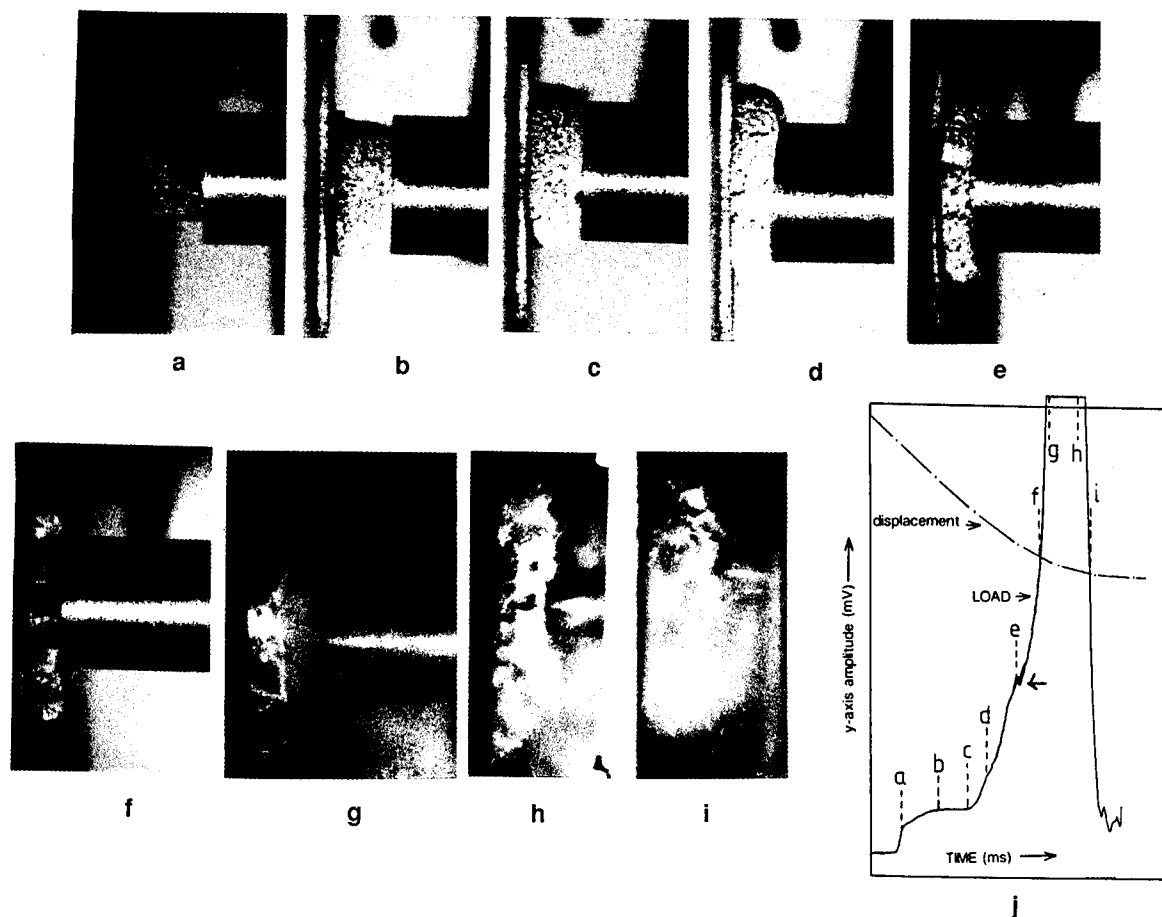 a
b
c
d
e
f
g
h
i
g h
f i
displacement →
LOAD →
e
←
d
c
b
a
y-axis amplitude (mV) →
TIME (ms) →
j